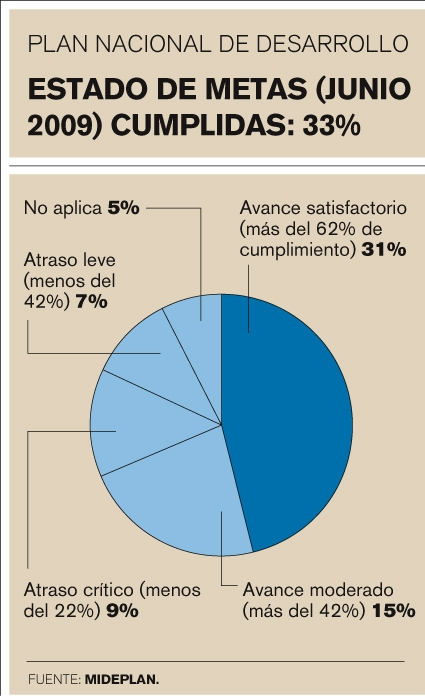 PLAN NACIONAL DE DESARROLLO
ESTADO DE METAS (JUNIO
2009) CUMPLIDAS: 33%
No aplica 5%
Avance satisfactorio
(más del 62% de
cumplimiento) 31%
Atraso leve
(menos del
42%) 7%
Atraso crítico (menos
del 22%) 9%
Avance moderado
(más del 42%) 15%
FUENTE: MIDEPLAN.